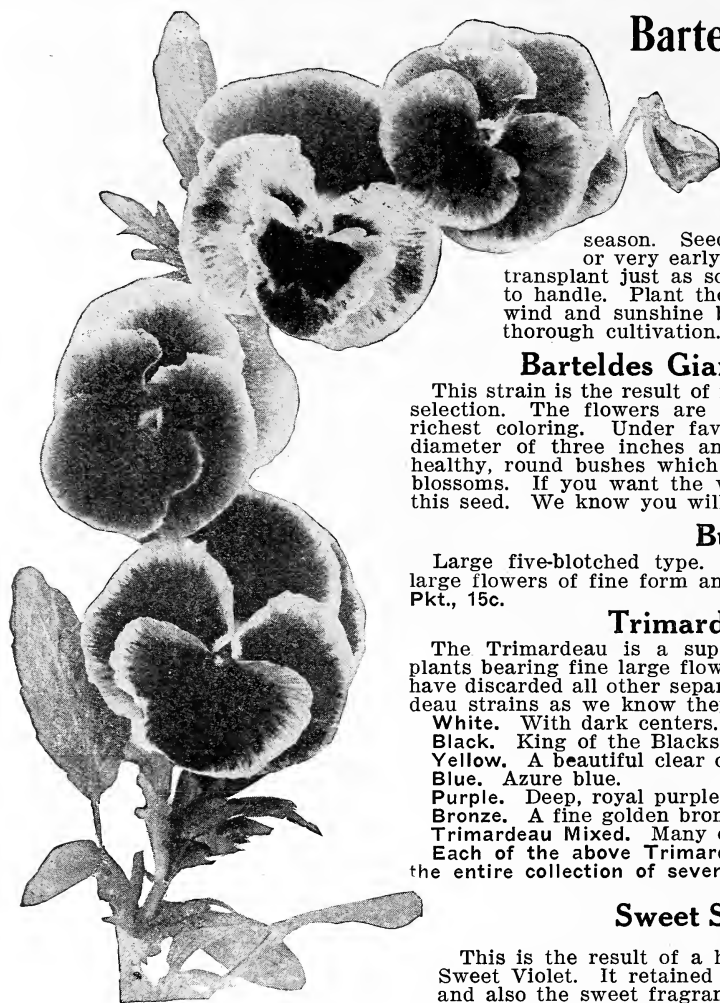 Barte
season. Seed
or very early
transplant just as so
to handle. Plant the
wind and sunshine b
thorough cultivation.
Barteldes Gia
This strain is the result of
selection. The flowers are
richest coloring. Under fav
diameter of three inches an
healthy, round bushes which
blossoms. If you want the v
this seed. We know you will
Bu
Large five-blotched type.
large flowers of fine form an
Pkt., 15c.
Trimard
The Trimardeau is a sup
plants bearing fine large flow
have discarded all other separ
deau strains as we know the
White. With dark centers.
Black. King of the Blacks
Yellow. A beautiful clear
Blue. Azure blue.
Purple. Deep, royal purple
Bronze. A fine golden bron
Trimardeau Mixed. Many
Each of the above Trimard
the entire collection of sever
Sweet S
This is the result of a h
Sweet Violet. It retained
and also the sweet fragran